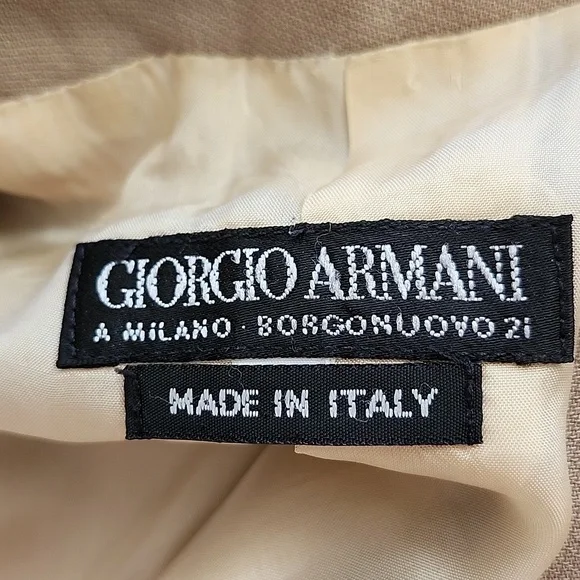 GIORGIO ARMANI
A MILANO · BORGONUOVO 21
MADE IN ITALY